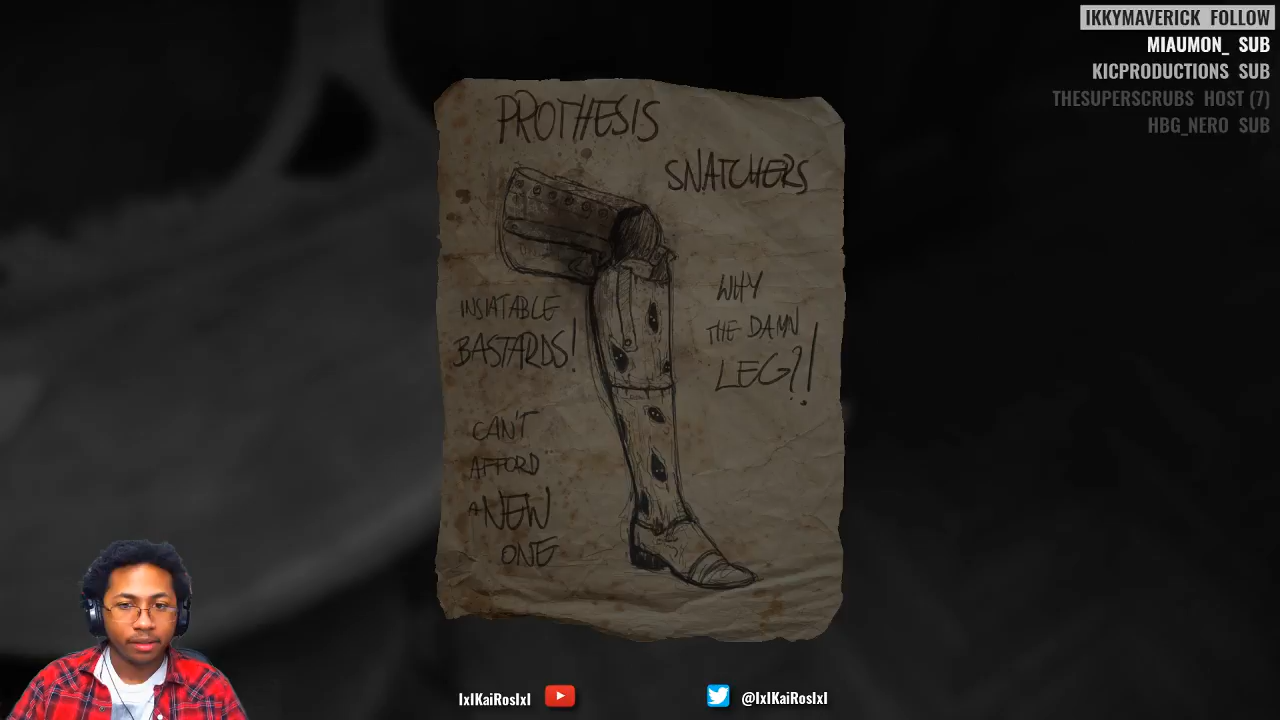 IKKYMAVERICK FOLLOW
MIAUMON_ SUB
KICPRODUCTIONS SUB
THESUPERSCRUBS HOST (7)
HBG_NERO SUB
PROTHESIS
SNATCHERS
INSIATABLE
BASTARDS!
WHY
THE DAMN
LEG?!
CAN'T
AFFORD
A NEW
ONE
IxIKaiRosIxI
@IxIKaiRosIxI